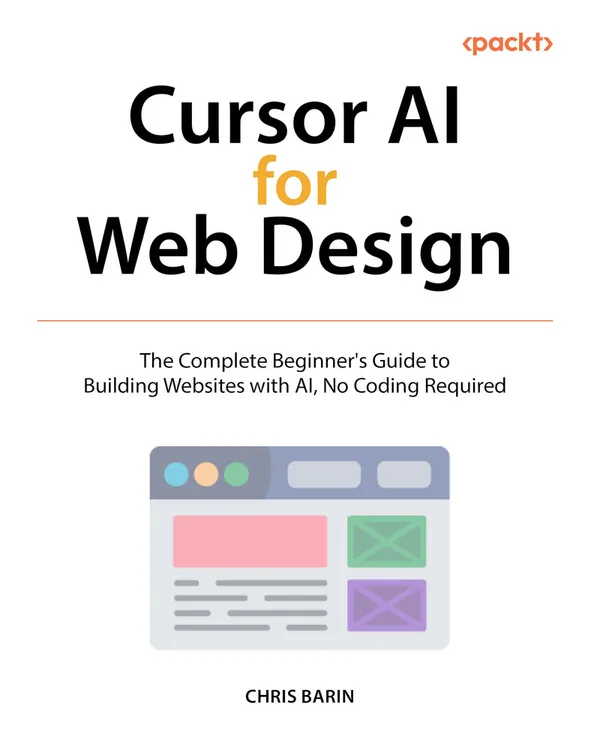 <packt>
Cursor AI
for
Web Design
The Complete Beginner's Guide to
Building Websites with AI, No Coding Required
CHRIS BARIN